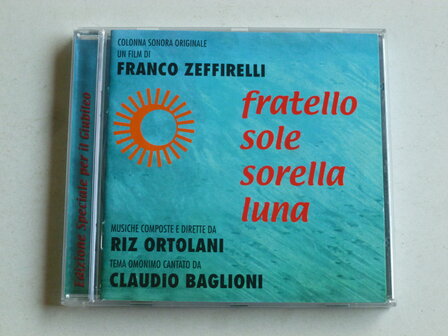 COLONNA SONORA ORIGINALE
UN FILM DI
FRANCO ZEFFIRELLI
fratello
sole
sorella
luna
MUSICHE COMPOSTE E DIRETTE DA
RIZ ORTOLANI
TEMA OMONIMO CANTATO DA
CLAUDIO BAGLIONI
Edizione Speciale per il Giubileo